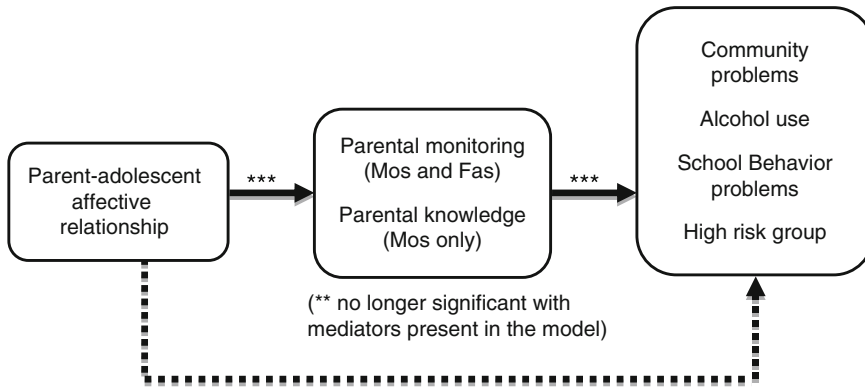 Parent-adolescent
affective
relationship
***
Parental monitoring
(Mos and Fas)
Parental knowledge
(Mos only)
***
Community
problems
Alcohol use
School Behavior
problems
High risk group
(** no longer significant with
mediators present in the model)